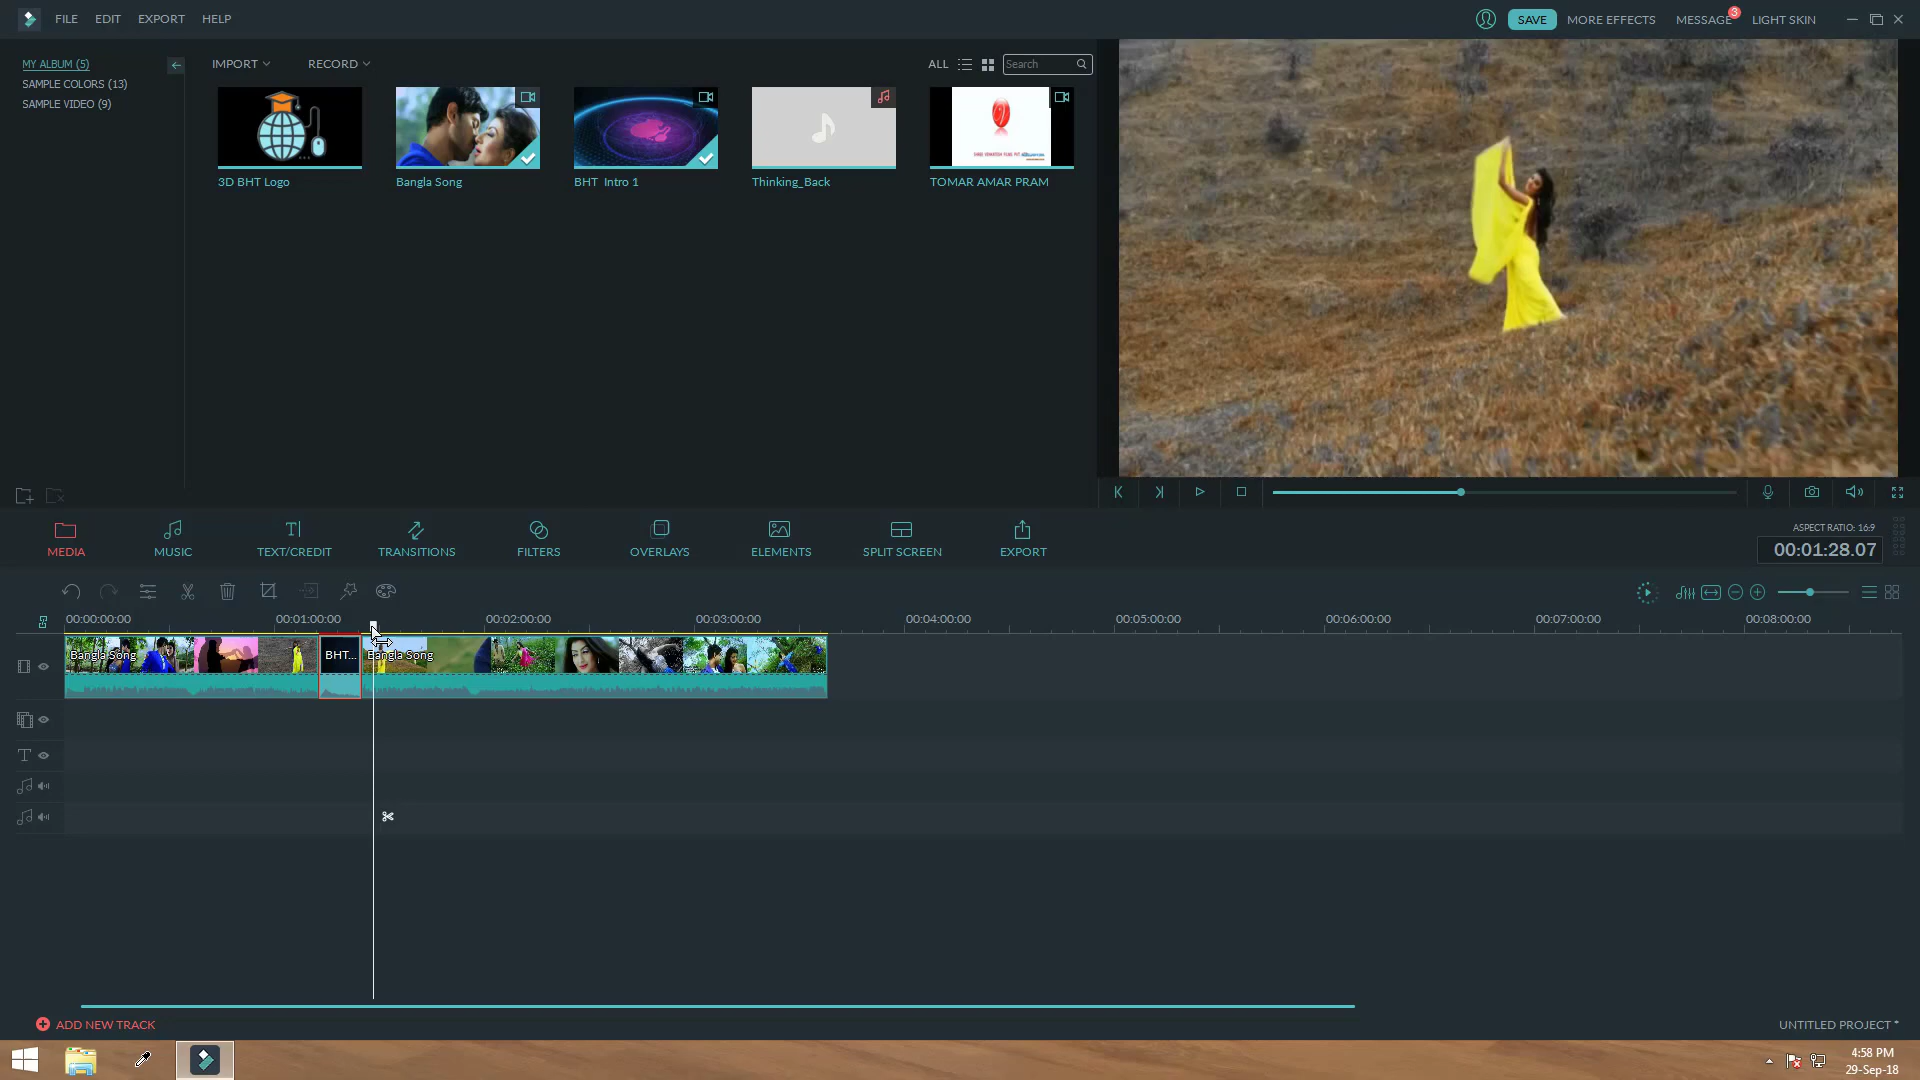 FILE EDIT EXPORT HELP
SAVE MORE EFFECTS MESSAGE 3 LIGHT SKIN
MY ALBUM (5)
SAMPLE COLORS (13)
SAMPLE VIDEO (9)
IMPORT RECORD ALL Search
3D BHT Logo Bangla Song BHT Intro 1 Thinking_Back TOMAR AMAR PRAM
MEDIA MUSIC TEXT/CREDIT TRANSITIONS FILTERS OVERLAYS ELEMENTS SPLIT SCREEN EXPORT
ASPECT RATIO: 16:9
00:01:28.07
00:00:00:00 00:01:00:00 00:02:00:00 00:03:00:00 00:04:00:00 00:05:00:00 00:06:00:00 00:07:00:00 00:08:00:00
Bangla Song BHT... Bangla Song
ADD NEW TRACK
UNTITLED PROJECT *
4:58 PM
29-Sep-18